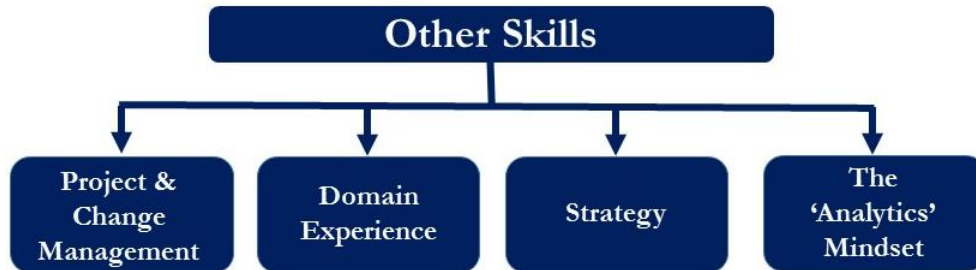 Other Skills
Project &
Change
Management
Domain
Experience
Strategy
The
‘Analytics’
Mindset